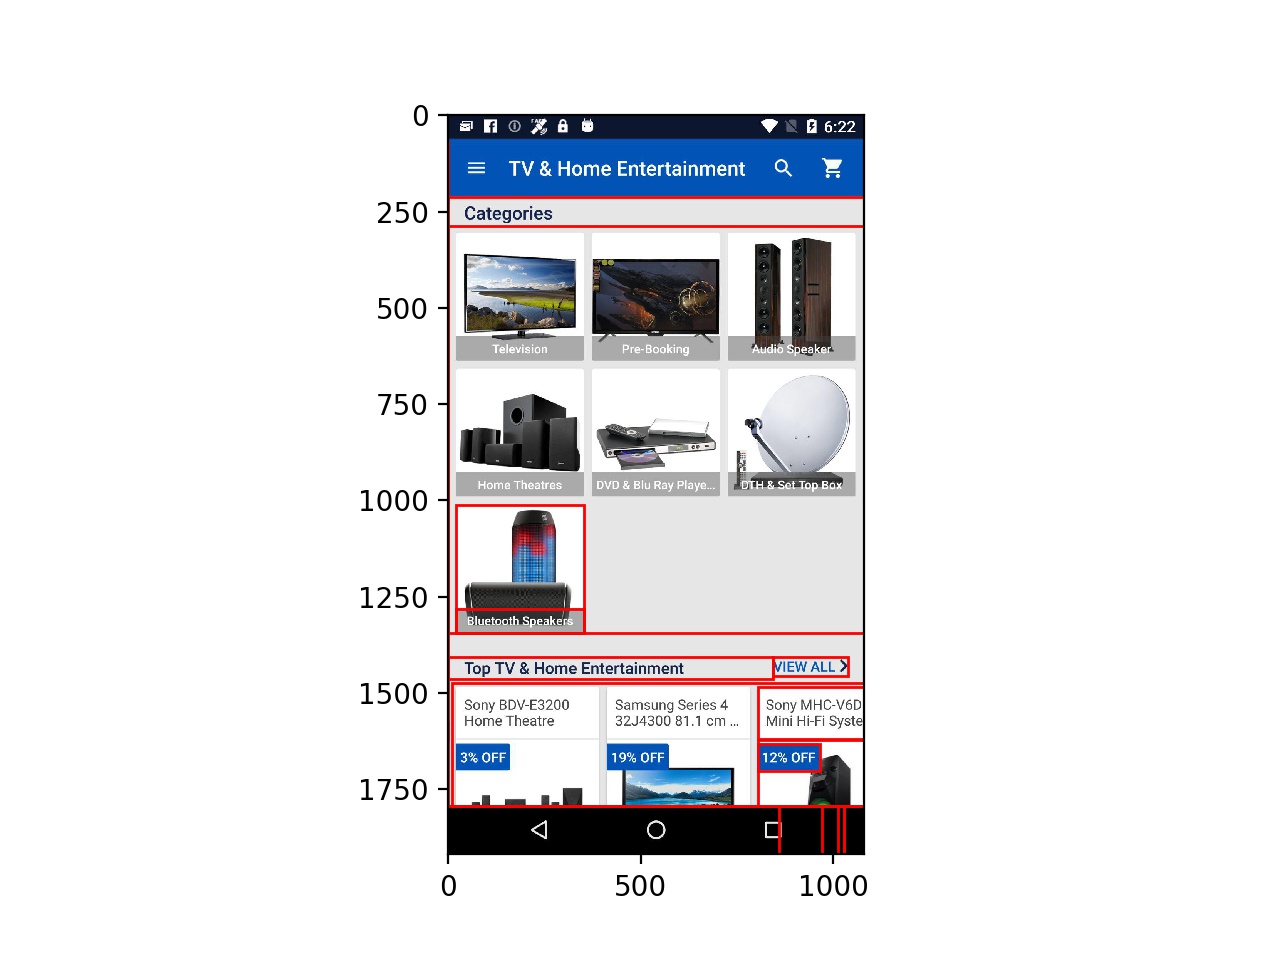 0
250
500
750
1000
1250
1500
1750
0
500
1000
6:22
TV & Home Entertainment
Categories
Television
Pre-Booking
Audio Speaker
Home Theatres
DVD & Blu Ray Playe...
DTH & Set Top Box
Bluetooth Speakers
Top TV & Home Entertainment
VIEW ALL
Sony BDV-E3200
Home Theatre
Samsung Series 4
32J4300 81.1 cm ...
Sony MHC-V6D
Mini Hi-Fi Syste
3% OFF
19% OFF
12% OFF